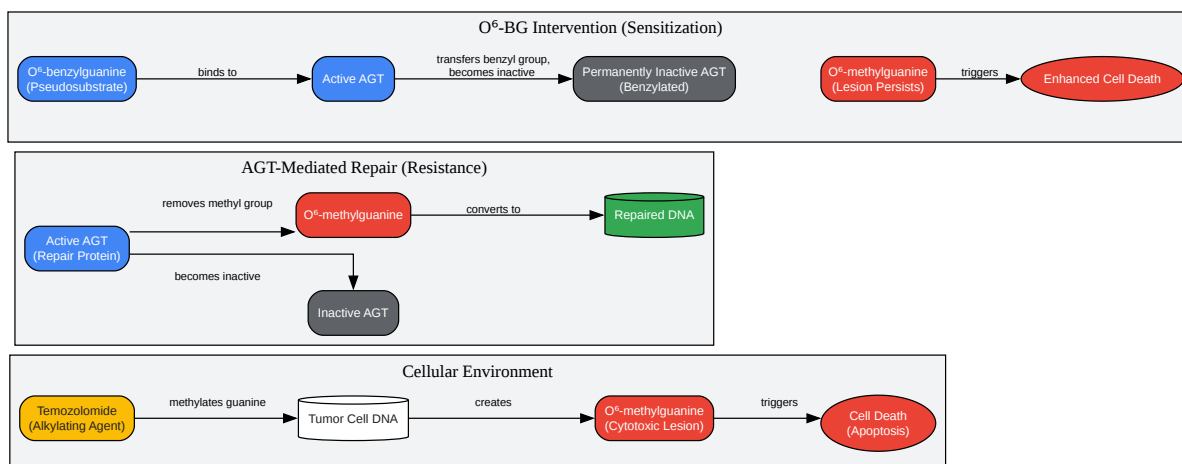 O⁶-BG Intervention (Sensitization)
O⁶-benzylguanine
(Pseudosubstrate)
binds to
Active AGT
transfers benzyl group,
becomes inactive
Permanently Inactive AGT
(Benzylated)
O⁶-methylguanine
(Lesion Persists)
triggers
Enhanced Cell Death
AGT-Mediated Repair (Resistance)
Active AGT
(Repair Protein)
removes methyl group
O⁶-methylguanine
converts to
Repaired DNA
becomes inactive
Inactive AGT
Cellular Environment
Temozolomide
(Alkylating Agent)
methylates guanine
Tumor Cell DNA
creates
O⁶-methylguanine
(Cytotoxic Lesion)
triggers
Cell Death
(Apoptosis)